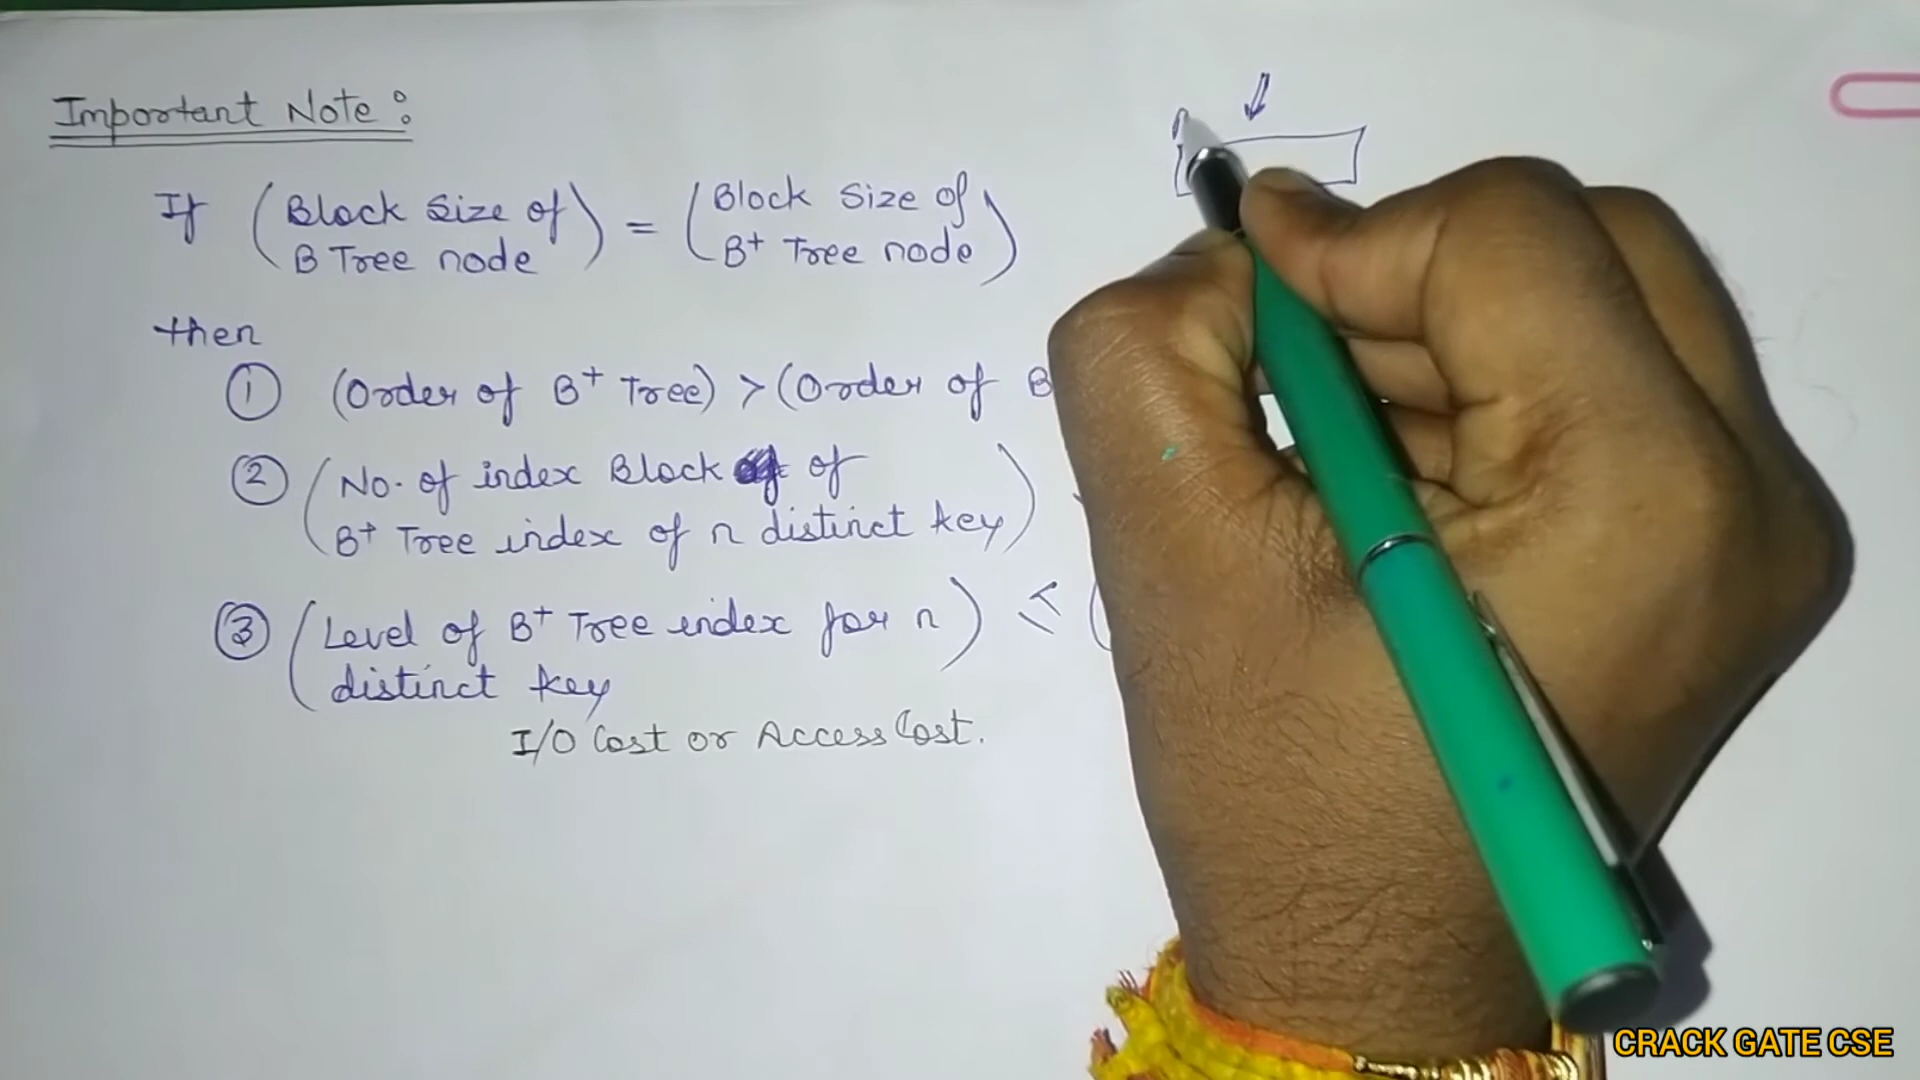 Important Note:
If (Block Size of B Tree node) = (Block Size of B+ Tree node)
then
① (Order of B+ Tree) > (Order of B
② (No. of index Block of
B+ Tree index of n distinct key)
③ (Level of B+ Tree index for n) ≤ (
distinct key
I/O Cost or Access Cost.
CRACK GATE CSE